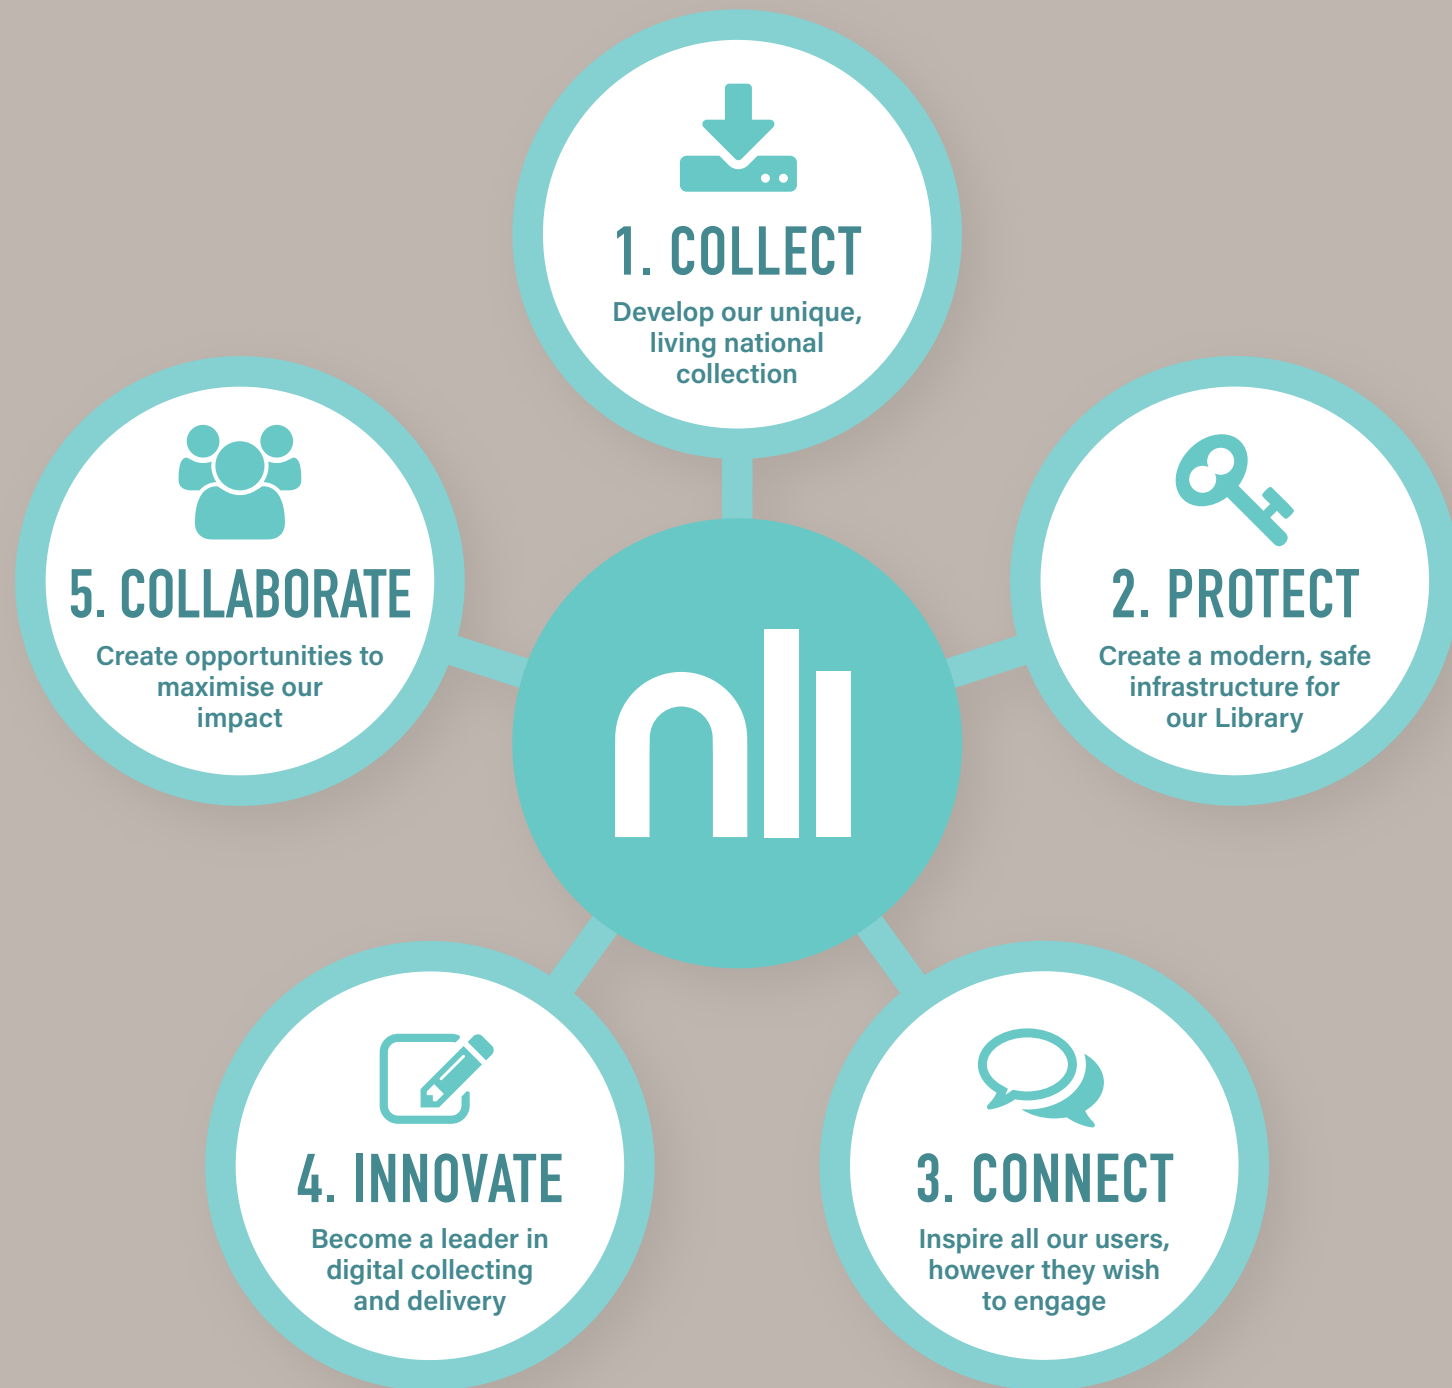 1. COLLECT
Develop our unique,
living national
collection
2. PROTECT
Create a modern, safe
infrastructure for
our Library
3. CONNECT
Inspire all our users,
however they wish
to engage
4. INNOVATE
Become a leader in
digital collecting
and delivery
5. COLLABORATE
Create opportunities to
maximise our
impact
nli